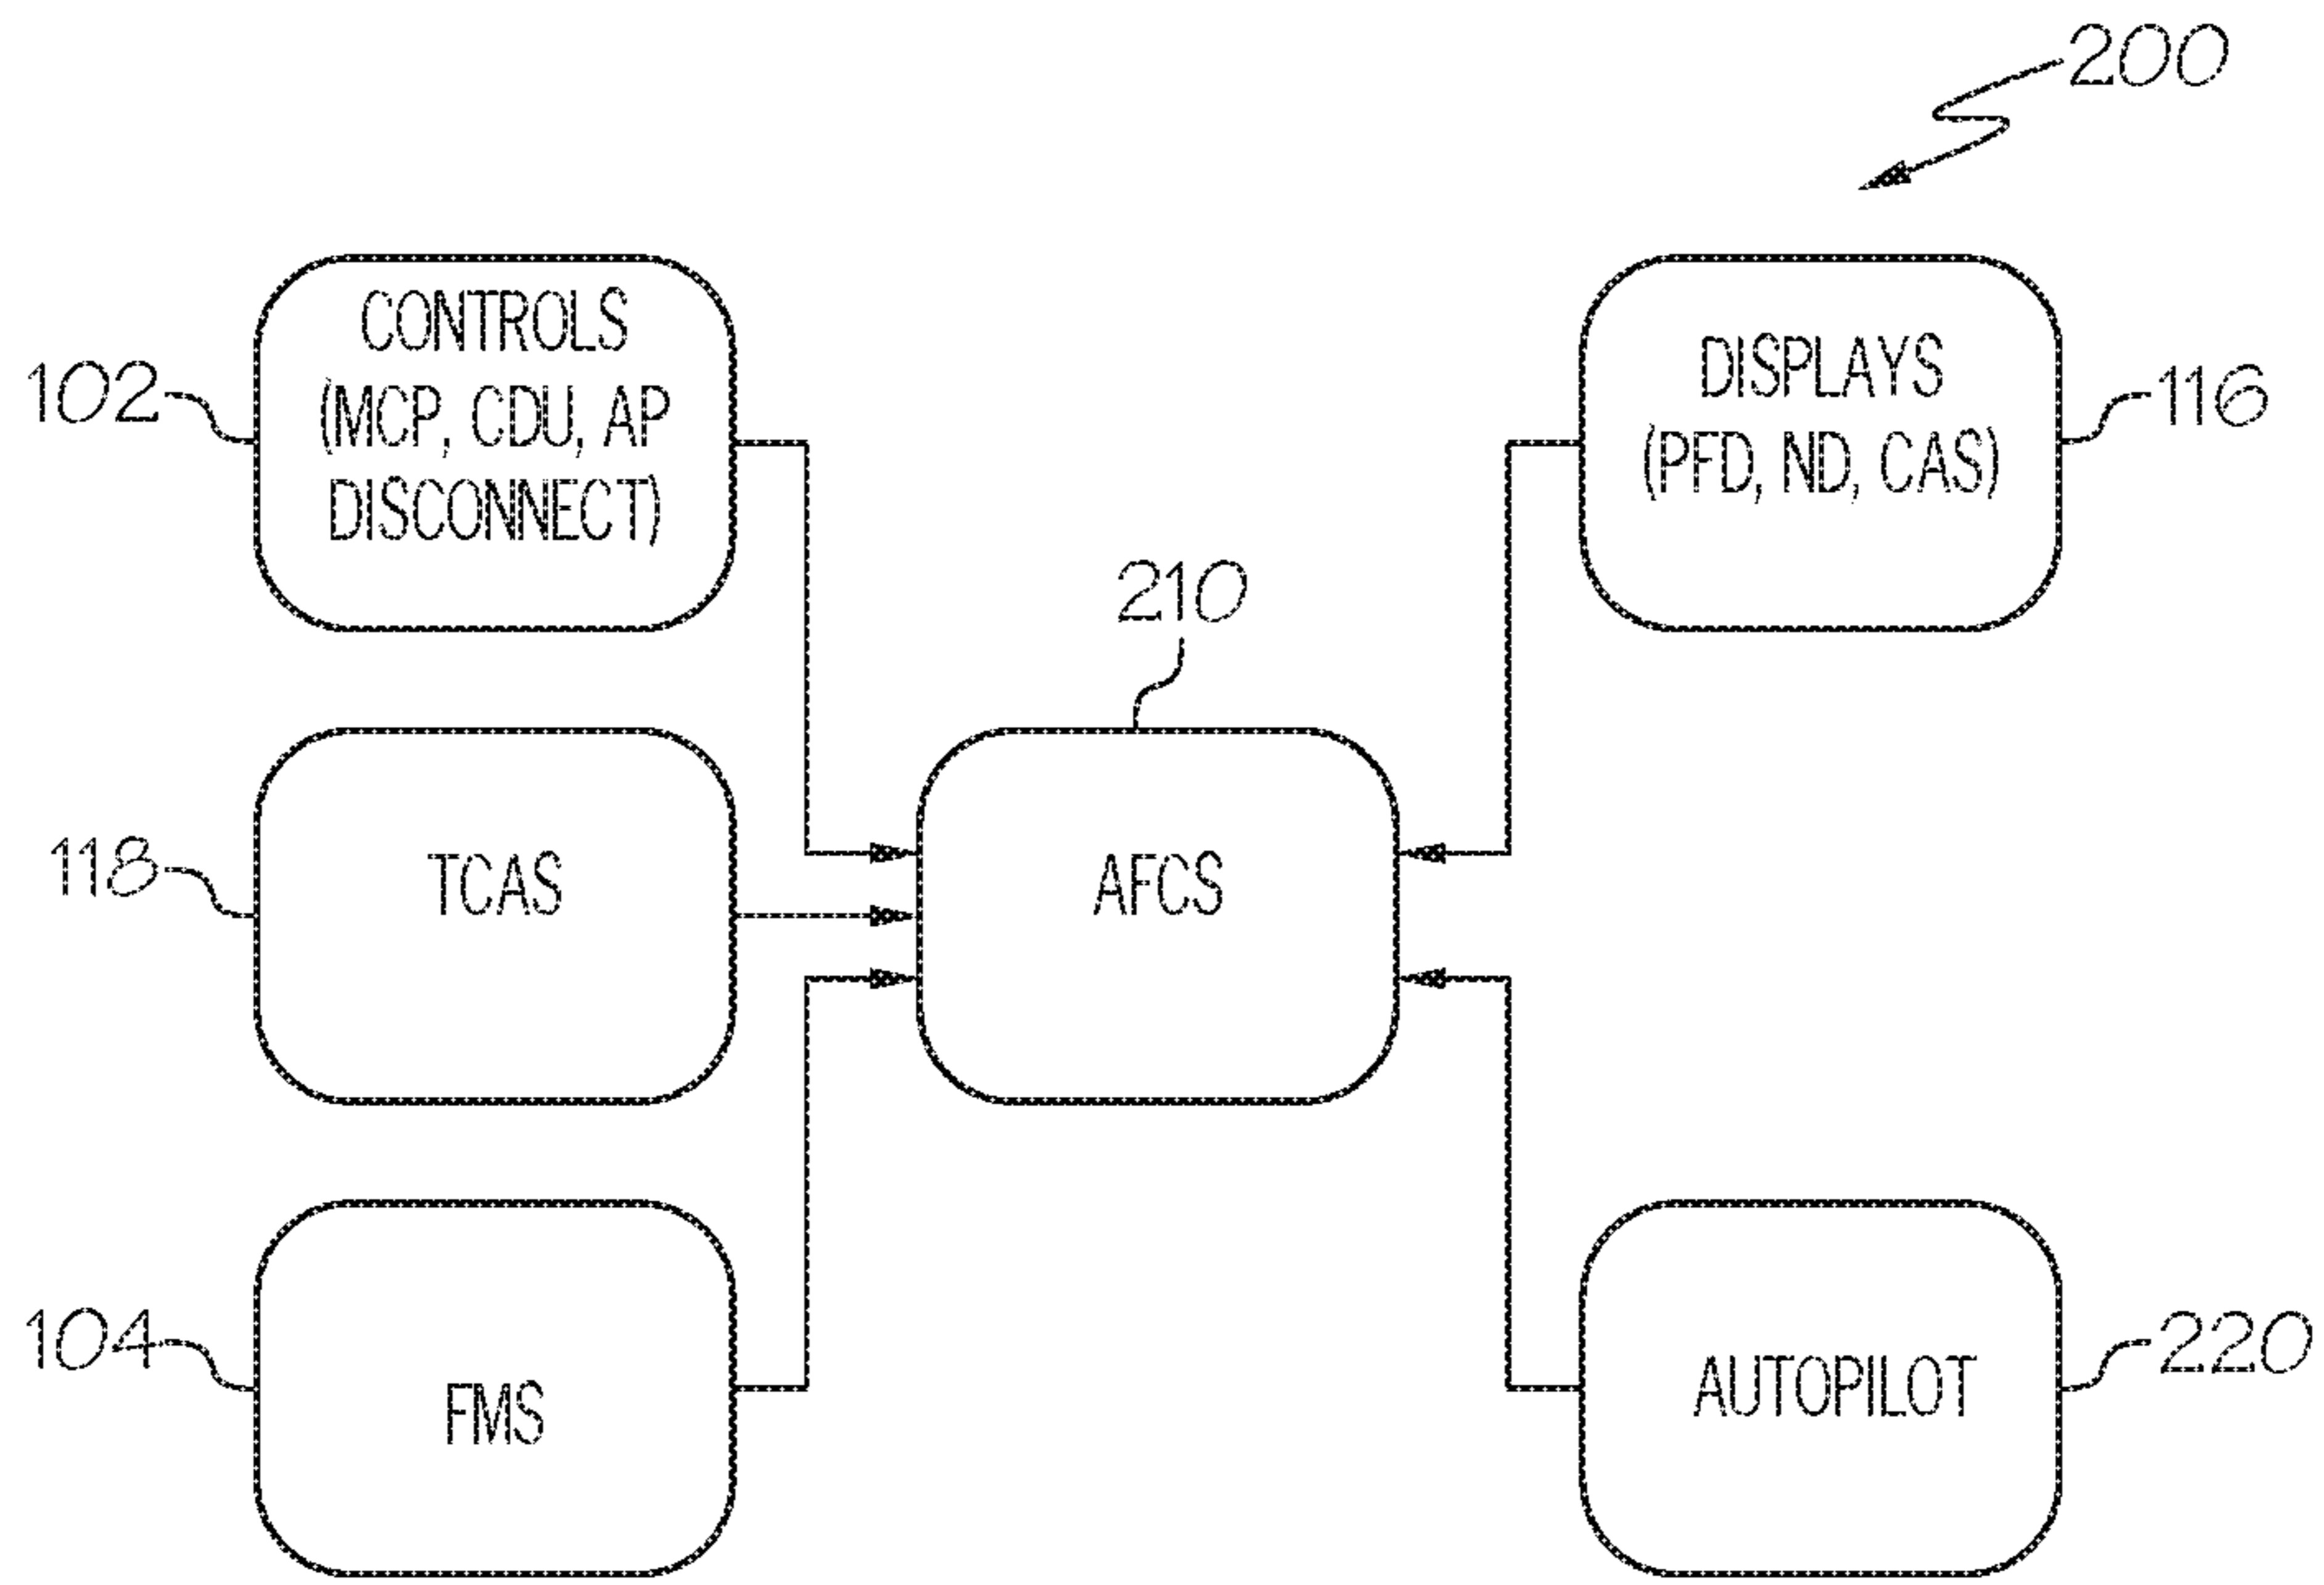 200
CONTROLS
(MCP, CDU, AP
DISCONNECT)
102
DISPLAYS
(PFD, ND, CAS)
116
210
118
TCAS
AFCS
104
FMS
AUTOPILOT
220